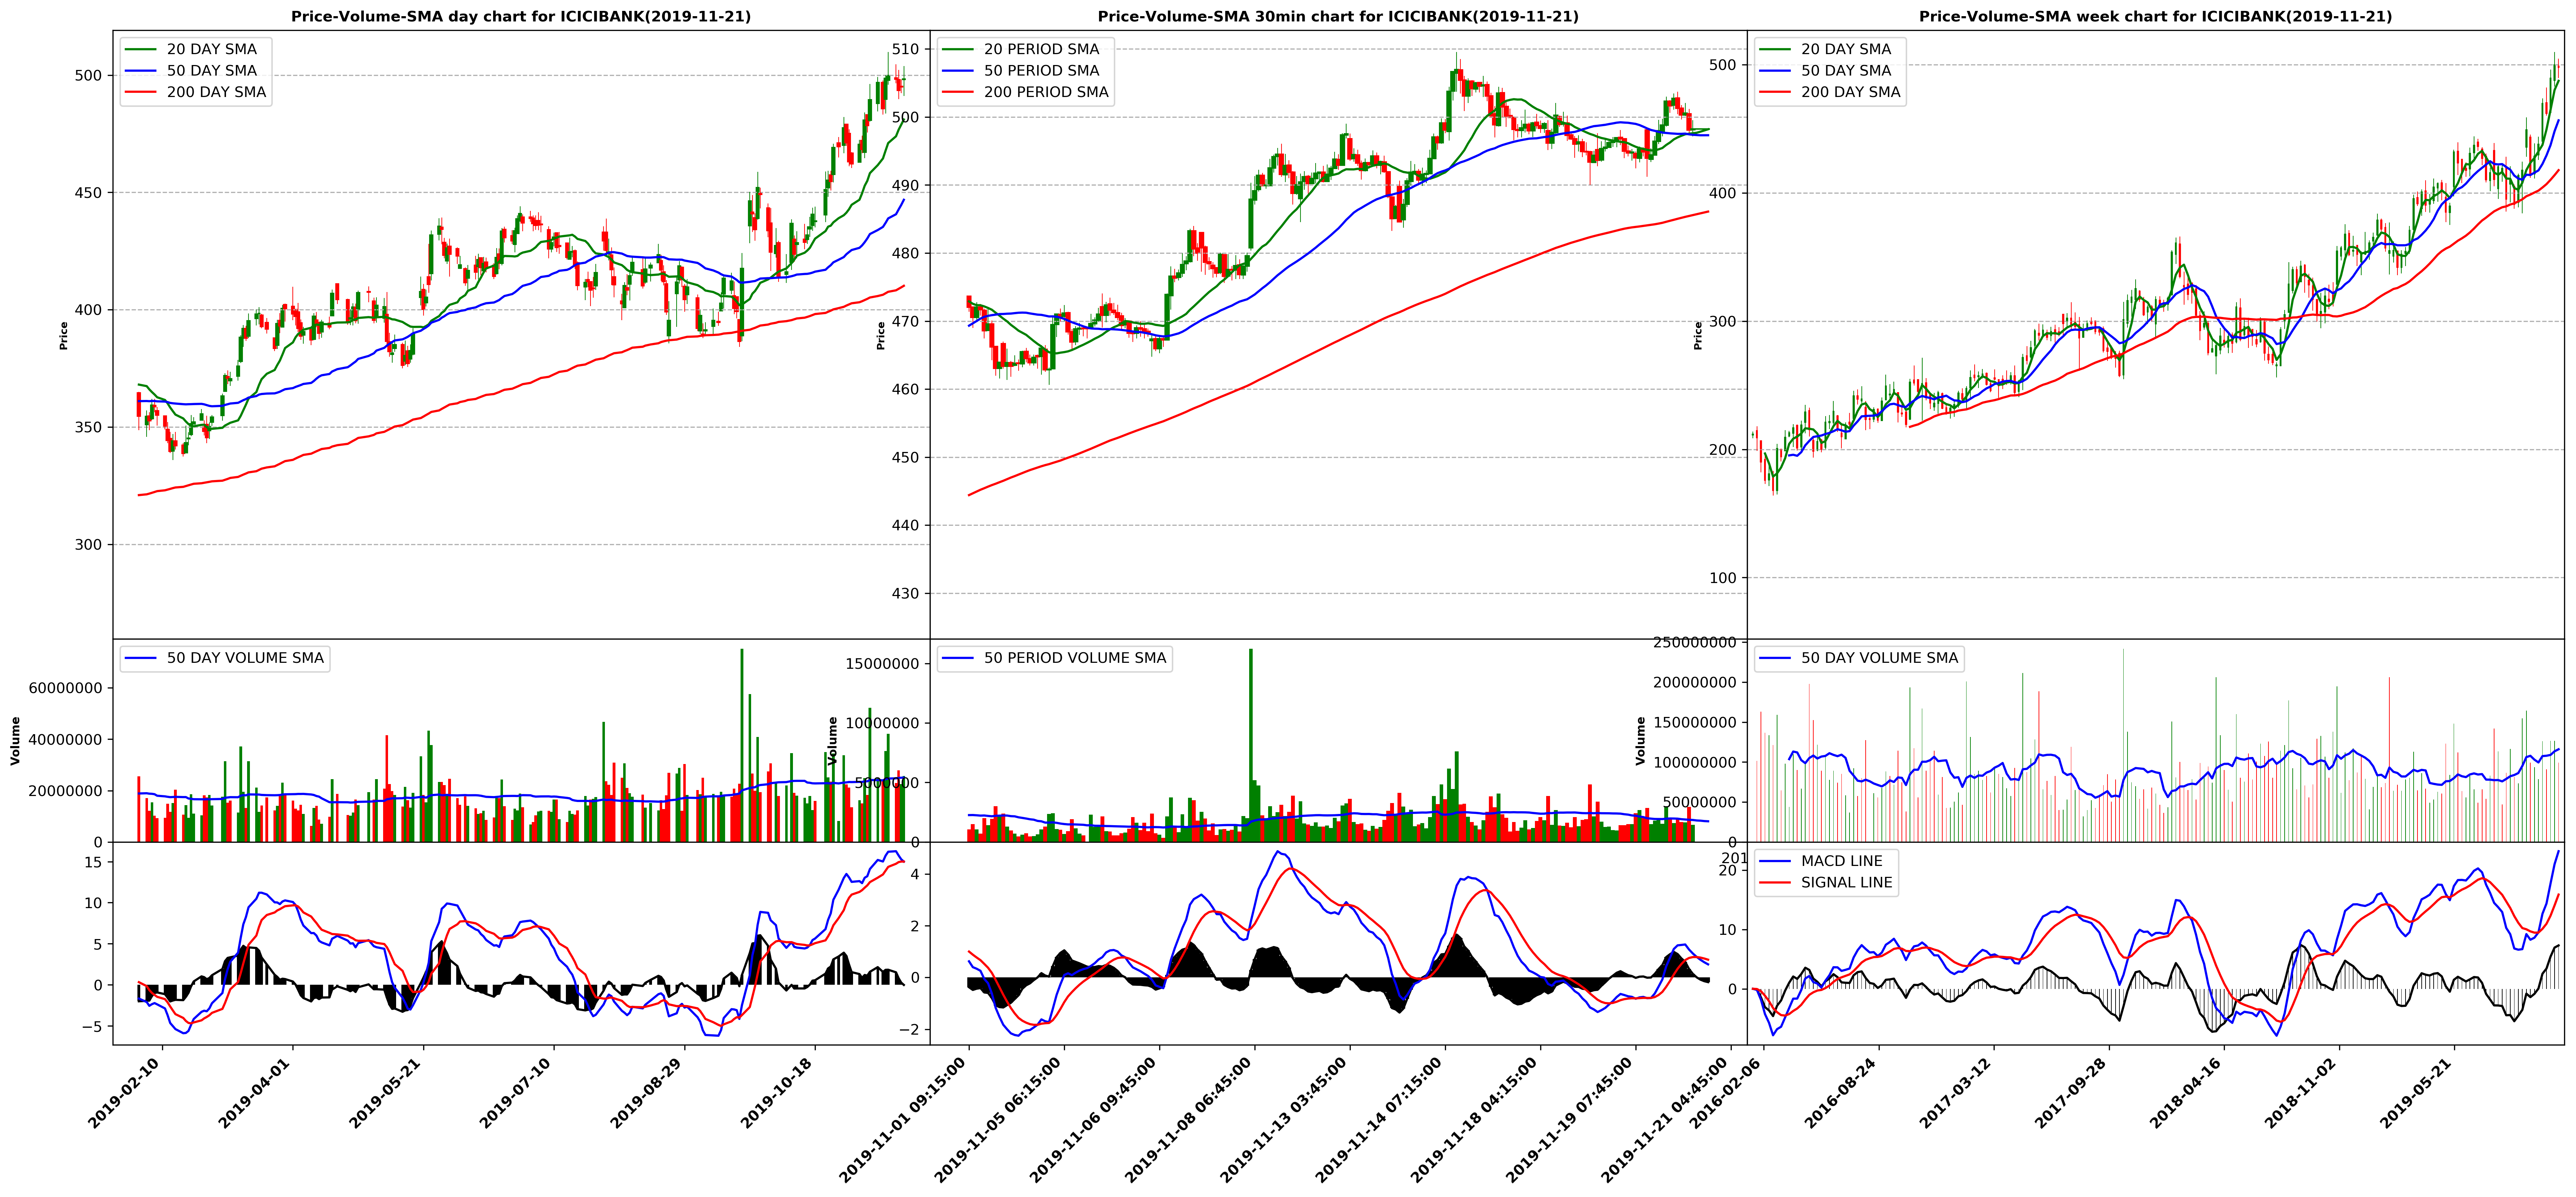 Price-Volume-SMA day chart for ICICIBANK(2019-11-21)
20 DAY SMA
50 DAY SMA
200 DAY SMA
500
450
400
350
300
Price
50 DAY VOLUME SMA
60000000
40000000
20000000
0
Volume
15
10
5
0
−5
2019-02-10
2019-04-01
2019-05-21
2019-07-10
2019-08-29
2019-10-18
Price-Volume-SMA 30min chart for ICICIBANK(2019-11-21)
20 PERIOD SMA
50 PERIOD SMA
200 PERIOD SMA
510
500
490
480
470
460
450
440
430
Price
50 PERIOD VOLUME SMA
15000000
10000000
5000000
0
Volume
4
2
0
−2
2019-11-01 09:15:00
2019-11-05 06:15:00
2019-11-06 09:45:00
2019-11-08 06:45:00
2019-11-13 03:45:00
2019-11-14 07:15:00
2019-11-18 04:15:00
2019-11-19 07:45:00
2019-11-21 04:45:00
Price-Volume-SMA week chart for ICICIBANK(2019-11-21)
20 DAY SMA
50 DAY SMA
200 DAY SMA
500
400
300
200
100
Price
50 DAY VOLUME SMA
250000000
200000000
150000000
100000000
50000000
0
Volume
201
MACD LINE
SIGNAL LINE
20
10
0
2016-02-06
2016-08-24
2017-03-12
2017-09-28
2018-04-16
2018-11-02
2019-05-21